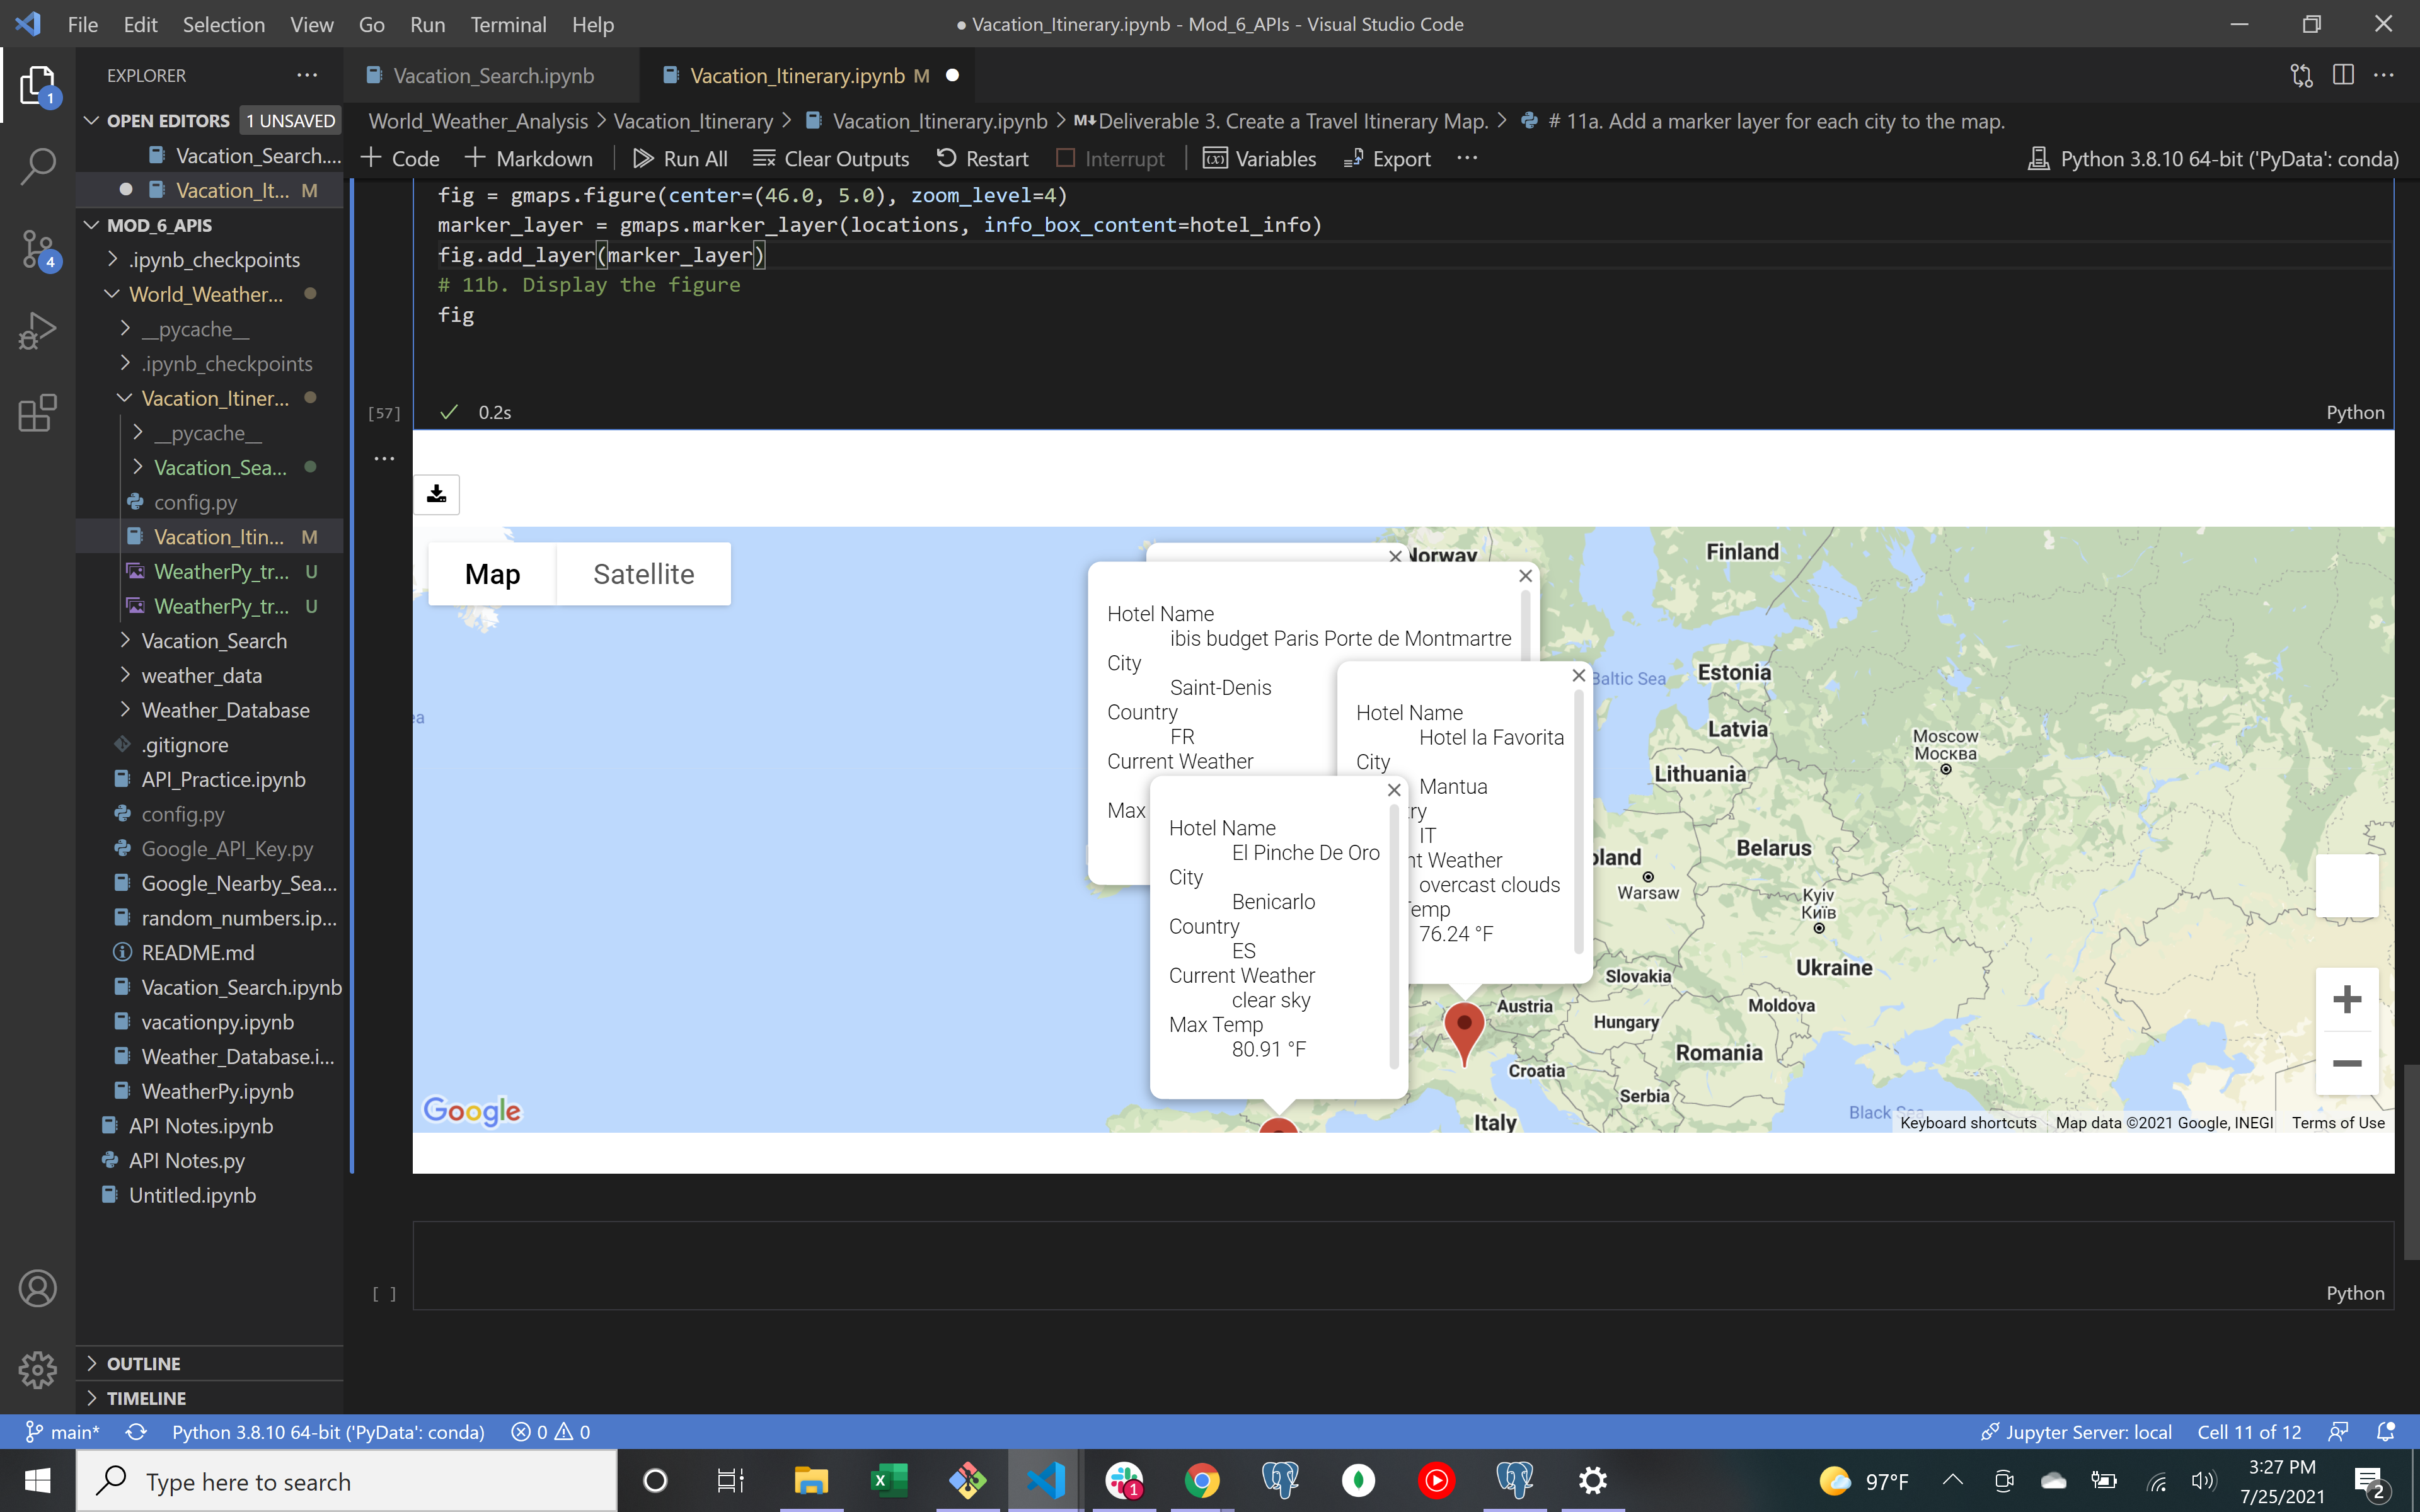 File Edit Selection View Go Run Terminal Help
● Vacation_Itinerary.ipynb - Mod_6_APIs - Visual Studio Code
EXPLORER
OPEN EDITORS 1 UNSAVED
Vacation_Search....
Vacation_It... M
MOD_6_APIS
.ipynb_checkpoints
World_Weather...
__pycache__
.ipynb_checkpoints
Vacation_Itiner...
__pycache__
Vacation_Sea...
config.py
Vacation_Itin... M
WeatherPy_tr... U
WeatherPy_tr... U
Vacation_Search
weather_data
Weather_Database
.gitignore
API_Practice.ipynb
config.py
Google_API_Key.py
Google_Nearby_Sea...
random_numbers.ip...
README.md
Vacation_Search.ipynb
vacationpy.ipynb
Weather_Database.i...
WeatherPy.ipynb
API Notes.ipynb
API Notes.py
Untitled.ipynb
OUTLINE
TIMELINE
1
4
Vacation_Search.ipynb
Vacation_Itinerary.ipynb M
World_Weather_Analysis > Vacation_Itinerary > Vacation_Itinerary.ipynb > M↓Deliverable 3. Create a Travel Itinerary Map. > # 11a. Add a marker layer for each city to the map.
+ Code + Markdown Run All Clear Outputs Restart Interrupt Variables Export ... Python 3.8.10 64-bit ('PyData': conda)
fig = gmaps.figure(center=(46.0, 5.0), zoom_level=4)
marker_layer = gmaps.marker_layer(locations, info_box_content=hotel_info)
fig.add_layer(marker_layer)
# 11b. Display the figure
fig
[57] ✓ 0.2s Python
Map Satellite
Norway
Finland
Hotel Name
ibis budget Paris Porte de Montmartre
City
Saint-Denis
Country
FR
Current Weather
Max
Hotel Name
Hotel la Favorita
City
Mantua
ry
IT
nt Weather
overcast clouds
emp
76.24 °F
Hotel Name
El Pinche De Oro
City
Benicarlo
Country
ES
Current Weather
clear sky
Max Temp
80.91 °F
ea
Baltic Sea
Estonia
Latvia
Lithuania
Moscow
Москва
Belarus
oland
Warsaw
Kyiv
Київ
Ukraine
Slovakia
Austria
Moldova
Hungary
Romania
Croatia
Serbia
Italy
Black Sea
Google
Keyboard shortcuts Map data ©2021 Google, INEGI Terms of Use
[ ] Python
main* Python 3.8.10 64-bit ('PyData': conda) 0 0 Jupyter Server: local Cell 11 of 12
Type here to search
1
97°F
3:27 PM
7/25/2021
2